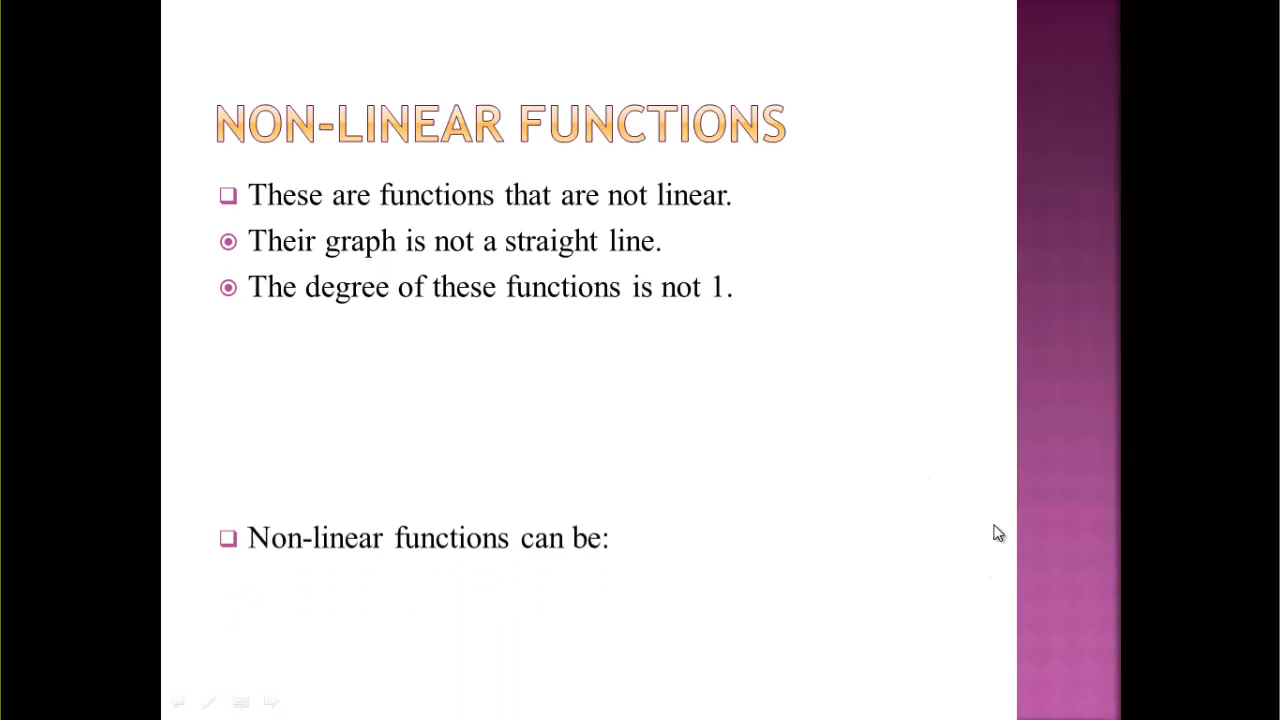 NON-LINEAR FUNCTIONS
These are functions that are not linear.
Their graph is not a straight line.
The degree of these functions is not 1.
Non-linear functions can be: